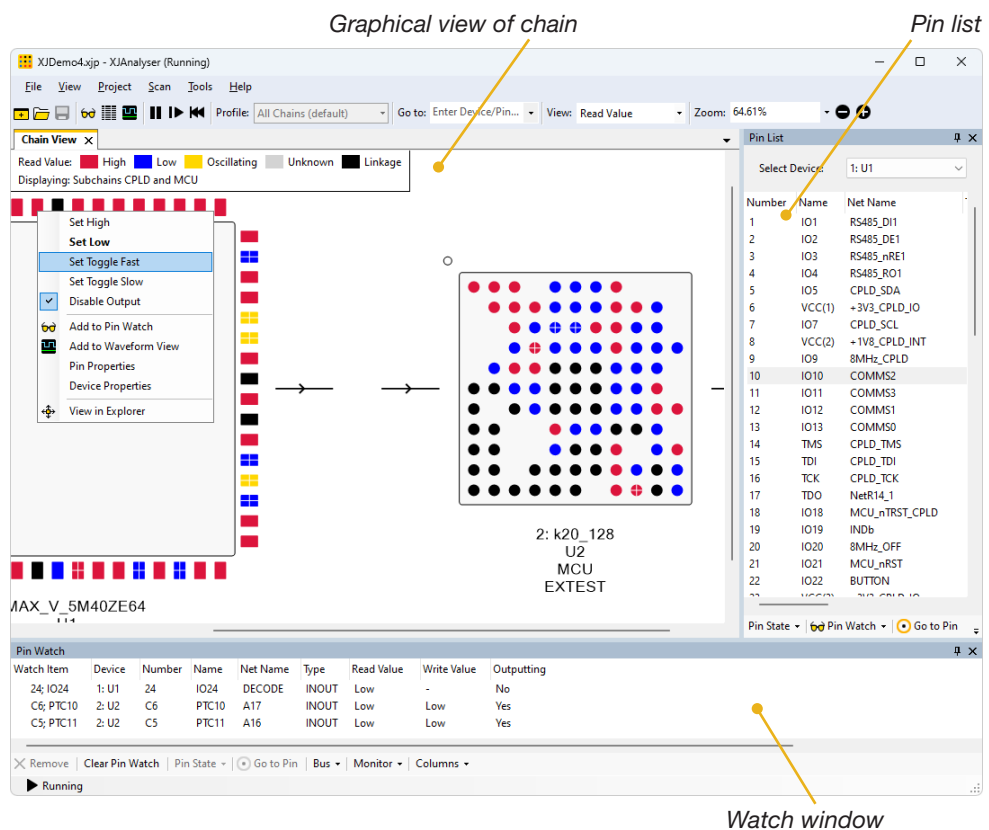 Graphical view of chain
Pin list
XJDemo4.xjp - XJAnalyser (Running)
File View Project Scan Tools Help
Profile: All Chains (default) Go to: Enter Device/Pin... View: Read Value Zoom: 64.61%
Chain View
Read Value: High Low Oscillating Unknown Linkage
Displaying: Subchains CPLD and MCU
Set High
Set Low
Set Toggle Fast
Set Toggle Slow
Disable Output
Add to Pin Watch
Add to Waveform View
Pin Properties
Device Properties
View in Explorer
MAX_V_5M40ZE64
U1
2: k20_128
U2
MCU
EXTEST
Pin List
Select Device: 1: U1
Number Name Net Name
1 IO1 RS485_DI1
2 IO2 RS485_DE1
3 IO3 RS485_nRE1
4 IO4 RS485_RO1
5 IO5 CPLD_SDA
6 VCC(1) +3V3_CPLD_IO
7 IO7 CPLD_SCL
8 VCC(2) +1V8_CPLD_INT
9 IO9 8MHz_CPLD
10 IO10 COMMS2
11 IO11 COMMS3
12 IO12 COMMS1
13 IO13 COMMS0
14 TMS CPLD_TMS
15 TDI CPLD_TDI
16 TCK CPLD_TCK
17 TDO NetR14_1
18 IO18 MCU_nTRST_CPLD
19 IO19 INDb
20 IO20 8MHz_OFF
21 IO21 MCU_nRST
22 IO22 BUTTON
Pin State Pin Watch Go to Pin
Pin Watch
Watch Item Device Number Name Net Name Type Read Value Write Value Outputting
24; IO24 1: U1 24 IO24 DECODE INOUT Low - No
C6; PTC10 2: U2 C6 PTC10 A17 INOUT Low Low Yes
C5; PTC11 2: U2 C5 PTC11 A16 INOUT Low Low Yes
Remove Clear Pin Watch Pin State Go to Pin Bus Monitor Columns
Running
Watch window